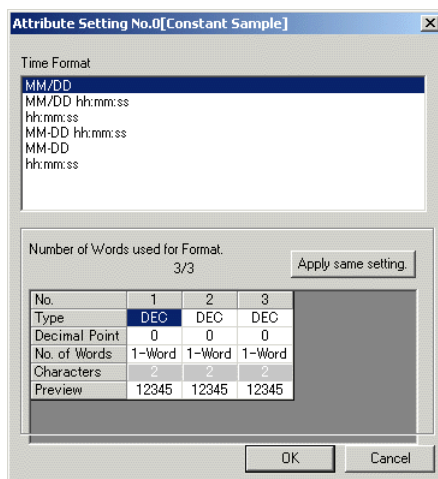 Attribute Setting No.0[Constant Sample]
Time Format
MM/DD
MM/DD hh:mm:ss
hh:mm:ss
MM-DD hh:mm:ss
MM-DD
hh:mm:ss
Number of Words used for Format.
3/3
Apply same setting.
No. 1 2 3
Type DEC DEC DEC
Decimal Point 0 0 0
No. of Words 1-Word 1-Word 1-Word
Characters 2 2 2
Preview 12345 12345 12345
OK Cancel